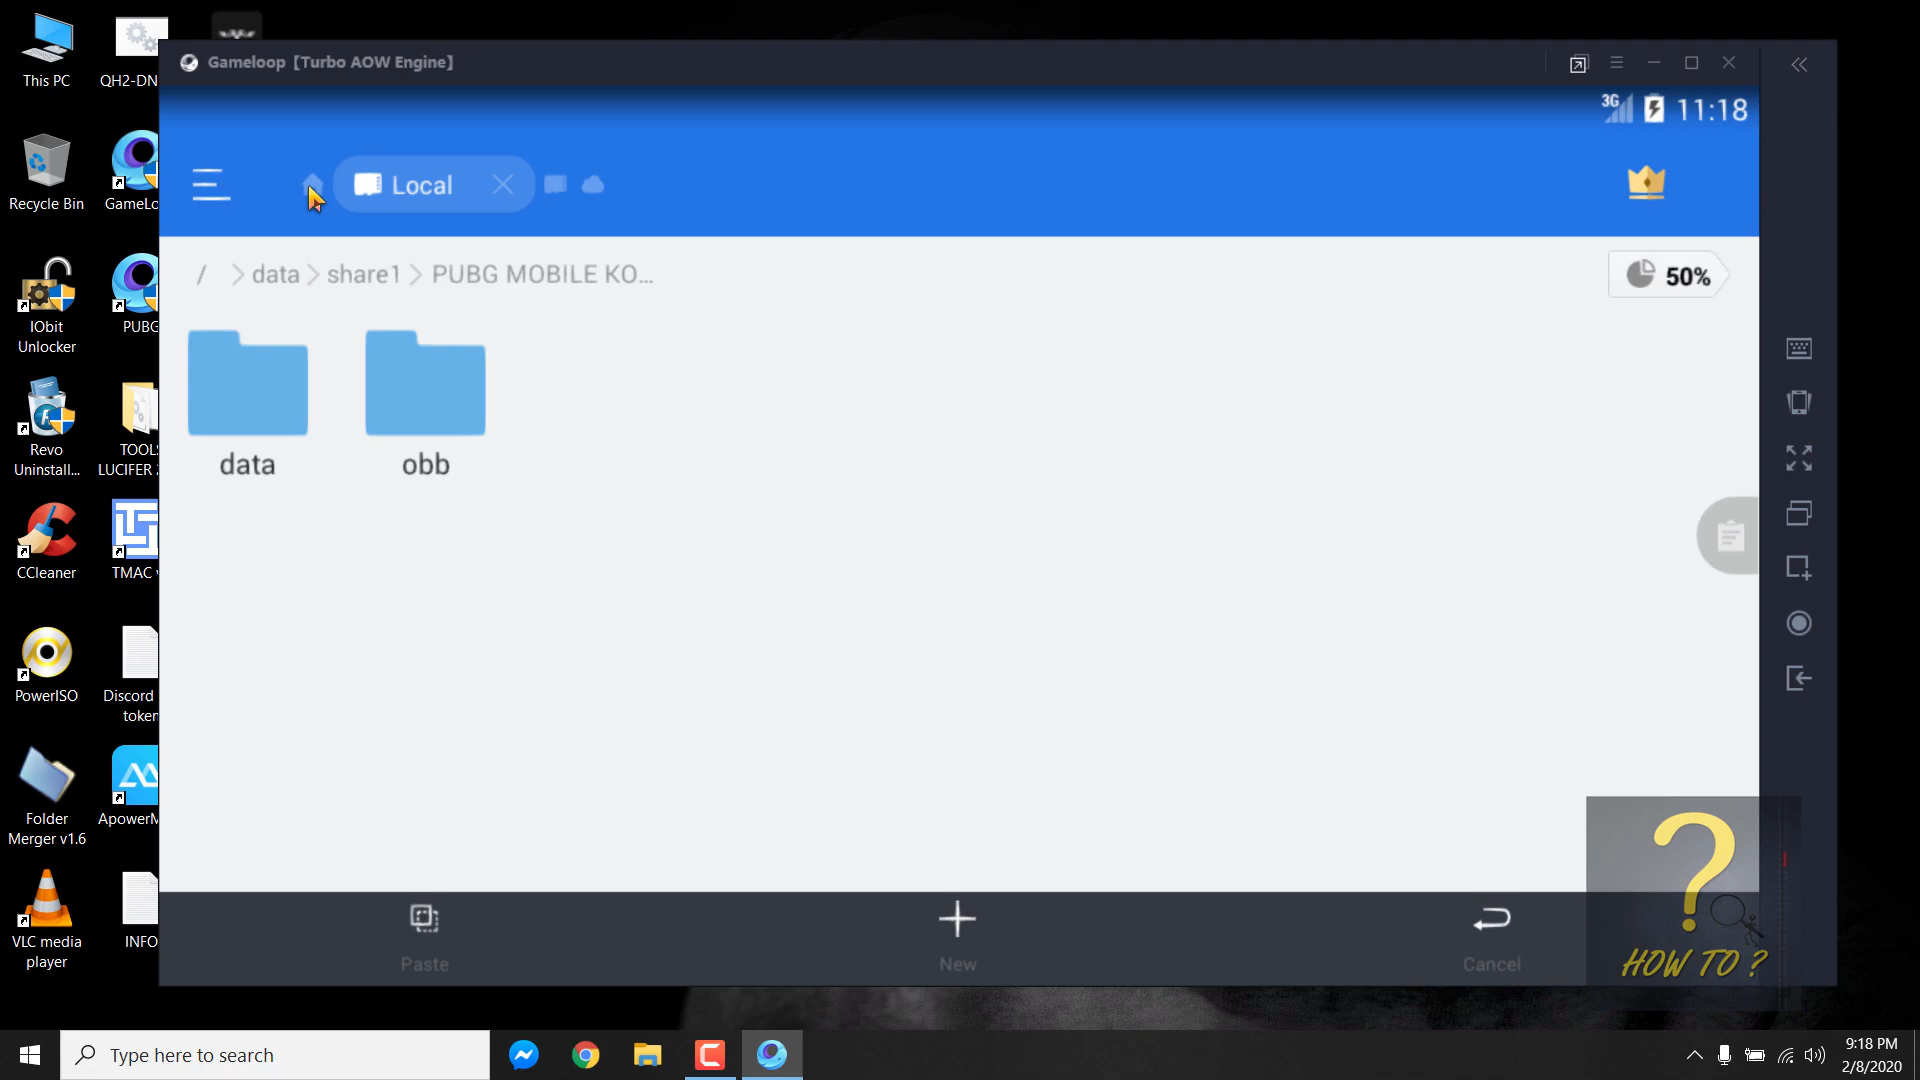 This PC
QH2-DN
Recycle Bin
GameLo
IObit
Unlocker
PUBG
Revo
Uninstall...
TOOL
LUCIFER
CCleaner
TMAC
PowerISO
Discord
token
Folder
Merger v1.6
ApowerM
VLC media
player
INFO
Gameloop【Turbo AOW Engine】
3G
11:18
Local
/
data
share1
PUBG MOBILE KO...
50%
data
obb
Paste
New
Cancel
?
HOW TO ?
Type here to search
9:18 PM
2/8/2020